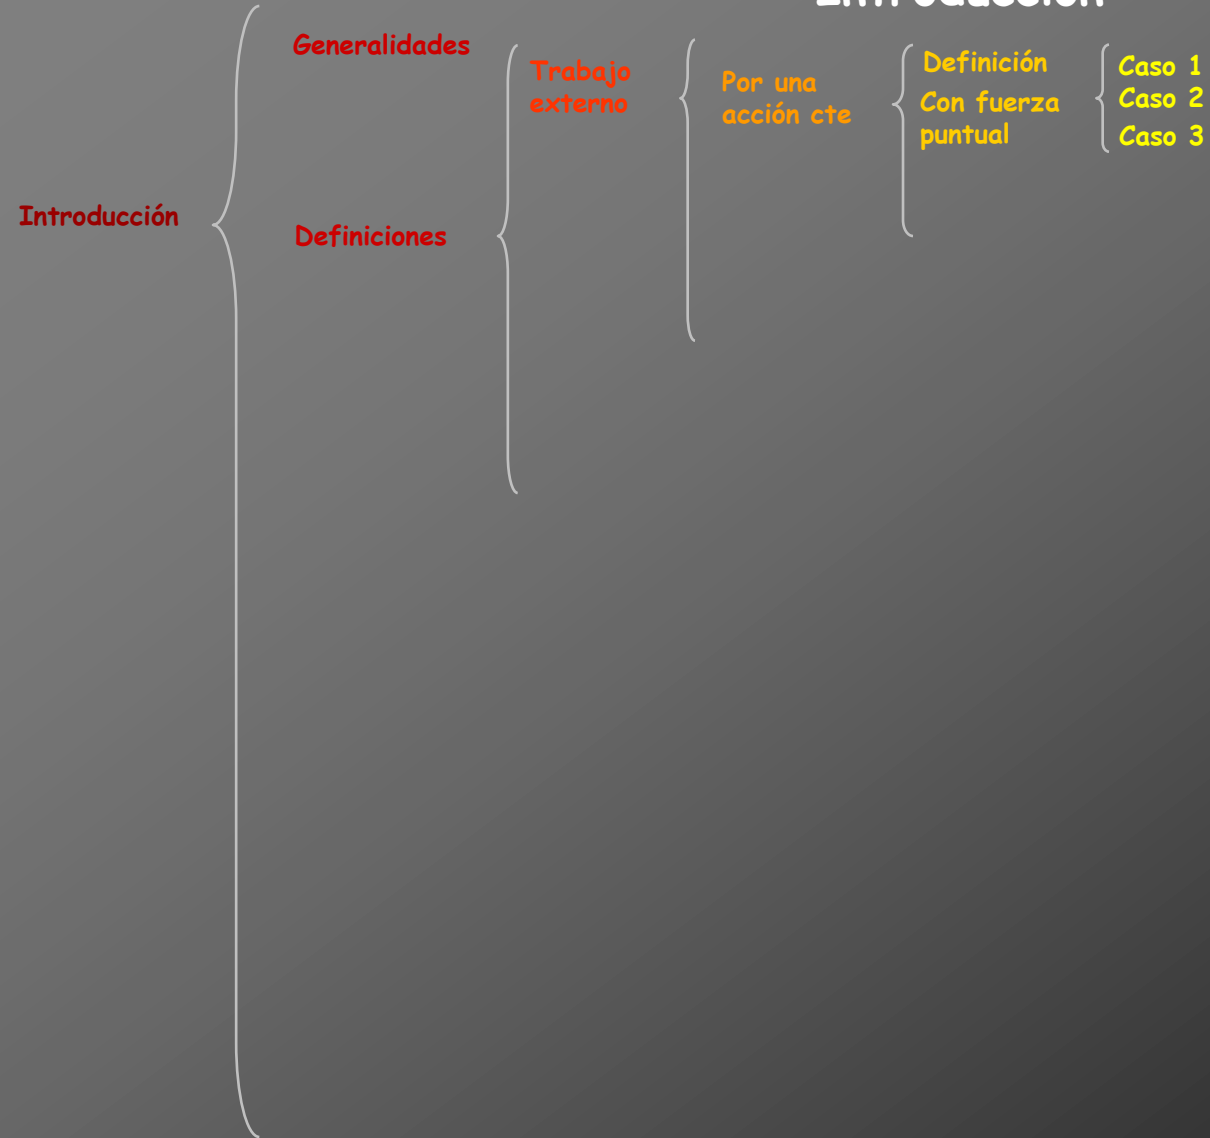 Introducción
Generalidades
Trabajo
externo
Por una
acción cte
Definición
Con fuerza
puntual
Caso 1
Caso 2
Caso 3
Introducción
Definiciones